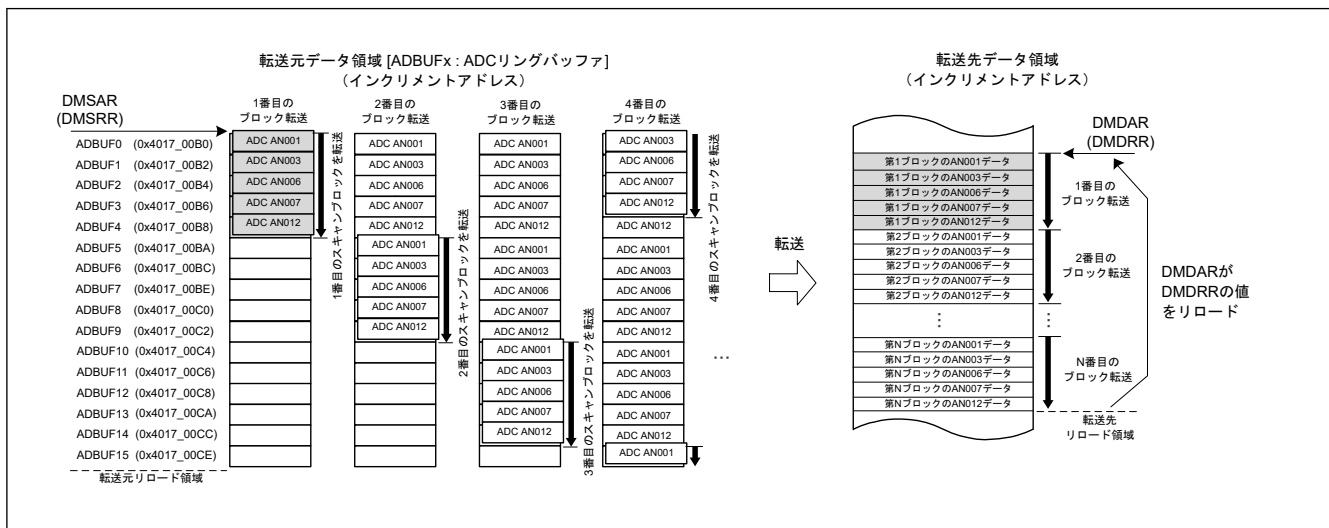 転送元データ領域 [ADBUFx : ADCリングバッファ]
（インクリメントアドレス）
DMSAR
(DMSRR)
1番目の
ブロック転送
2番目の
ブロック転送
3番目の
ブロック転送
4番目の
ブロック転送
ADBUF0 (0x4017_00B0)
ADBUF1 (0x4017_00B2)
ADBUF2 (0x4017_00B4)
ADBUF3 (0x4017_00B6)
ADBUF4 (0x4017_00B8)
ADBUF5 (0x4017_00BA)
ADBUF6 (0x4017_00BC)
ADBUF7 (0x4017_00BE)
ADBUF8 (0x4017_00C0)
ADBUF9 (0x4017_00C2)
ADBUF10 (0x4017_00C4)
ADBUF11 (0x4017_00C6)
ADBUF12 (0x4017_00C8)
ADBUF13 (0x4017_00CA)
ADBUF14 (0x4017_00CC)
ADBUF15 (0x4017_00CE)
転送元リロード領域
ADC AN001
ADC AN003
ADC AN006
ADC AN007
ADC AN012
1番目のスキャンブロックを転送
ADC AN001
ADC AN003
ADC AN006
ADC AN007
ADC AN012
ADC AN001
ADC AN003
ADC AN006
ADC AN007
ADC AN012
2番目のスキャンブロックを転送
ADC AN001
ADC AN003
ADC AN006
ADC AN007
ADC AN012
ADC AN001
ADC AN003
ADC AN006
ADC AN007
ADC AN012
ADC AN001
ADC AN003
ADC AN006
ADC AN007
ADC AN012
3番目のスキャンブロックを転送
ADC AN003
ADC AN006
ADC AN007
ADC AN012
ADC AN012
ADC AN001
ADC AN003
ADC AN006
ADC AN007
ADC AN012
ADC AN001
ADC AN003
ADC AN006
ADC AN007
ADC AN012
ADC AN001
4番目のスキャンブロックを転送
…
転送
転送先データ領域
（インクリメントアドレス）
DMDAR
(DMDRR)
第1ブロックのAN001データ
第1ブロックのAN003データ
第1ブロックのAN006データ
第1ブロックのAN007データ
第1ブロックのAN012データ
第2ブロックのAN001データ
第2ブロックのAN003データ
第2ブロックのAN006データ
第2ブロックのAN007データ
第2ブロックのAN012データ
⋮
第NブロックのAN001データ
第NブロックのAN003データ
第NブロックのAN006データ
第NブロックのAN007データ
第NブロックのAN012データ
1番目の
ブロック転送
2番目の
ブロック転送
⋮
N番目の
ブロック転送
転送先
リロード領域
DMDARが
DMDRRの値
をリロード